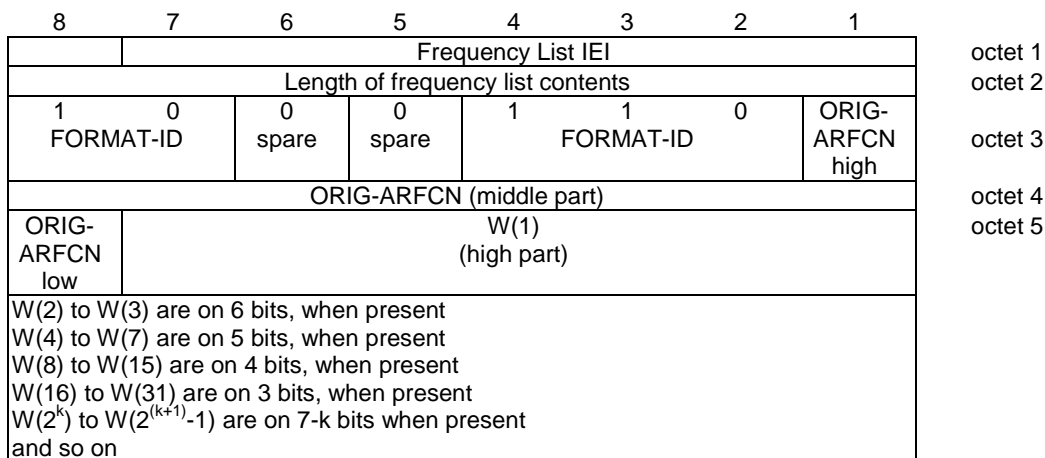 8 7 6 5 4 3 2 1
Frequency List IEI octet 1
Length of frequency list contents octet 2
1 0 0 0 1 1 0 ORIG-
FORMAT-ID spare spare FORMAT-ID ARFCN octet 3
high
ORIG-ARFCN (middle part) octet 4
ORIG- W(1) octet 5
ARFCN (high part)
low
W(2) to W(3) are on 6 bits, when present
W(4) to W(7) are on 5 bits, when present
W(8) to W(15) are on 4 bits, when present
W(16) to W(31) are on 3 bits, when present
W(2^k) to W(2^(k+1)-1) are on 7-k bits when present
and so on